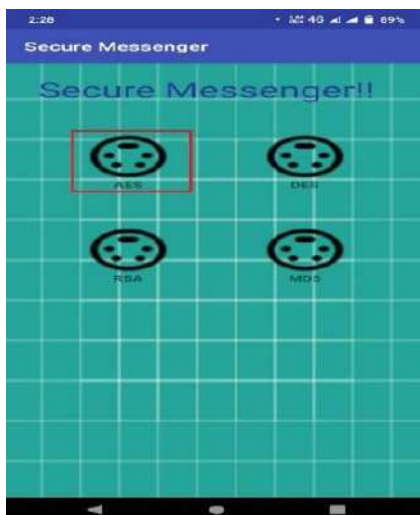 2:28 4G 69%
Secure Messenger
Secure Messenger!!
AES DES
RSA MD5